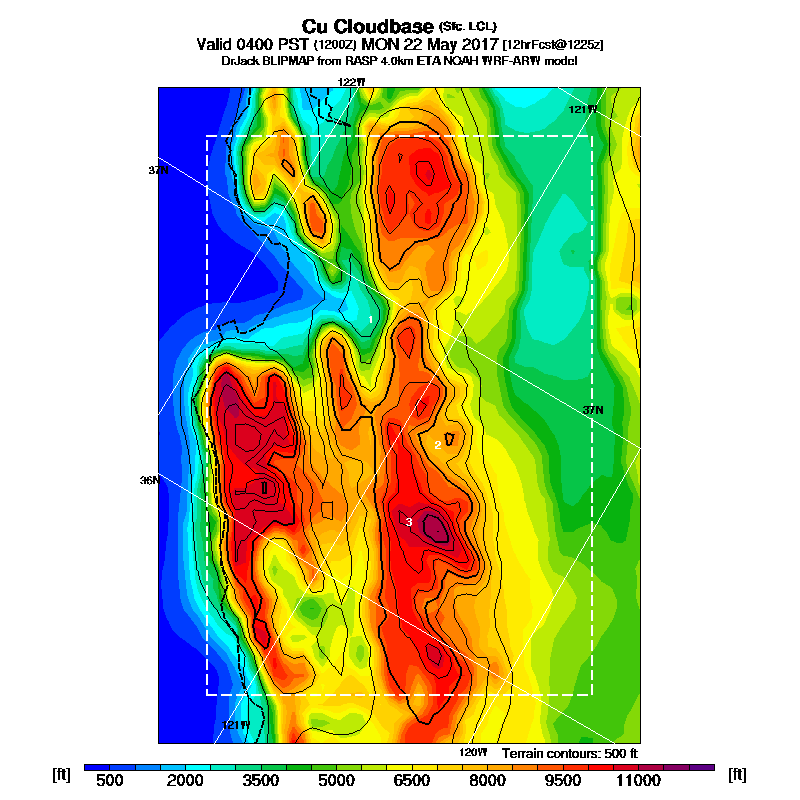 Cu Cloudbase (Sfc. LCL)
Valid 0400 PST (1200Z) MON 22 May 2017 [12hrFcst@1225z]
DrJack BLIPMAP from RASP 4.0km ETA NOAH WRF-ARW model
122W
121W
37N
1
37N
2
36N
3
121W
120W Terrain contours: 500 ft
[ft] 500 2000 3500 5000 6500 8000 9500 11000 [ft]